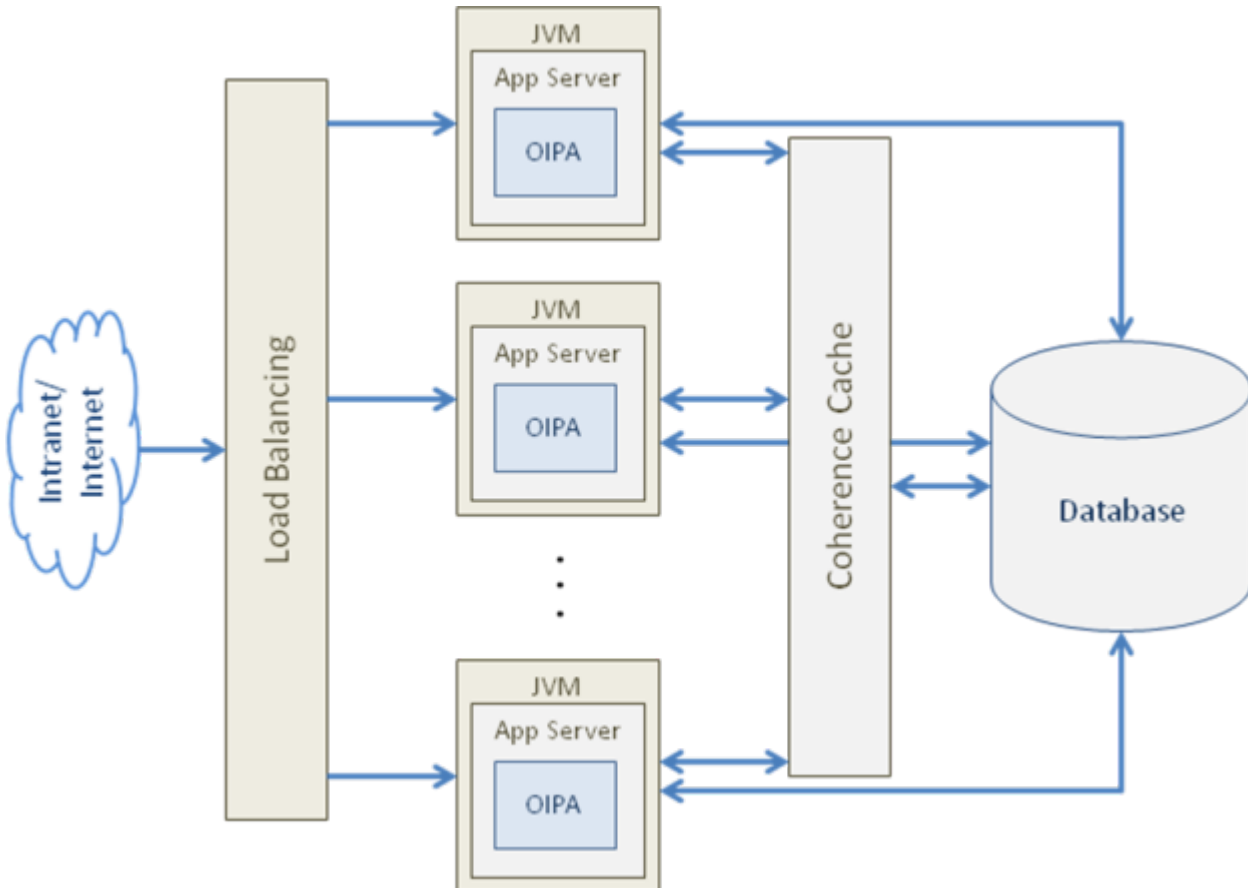 Intranet/
Internet
Load Balancing
JVM
App Server
OIPA
JVM
App Server
OIPA
JVM
App Server
OIPA
Coherence Cache
Database